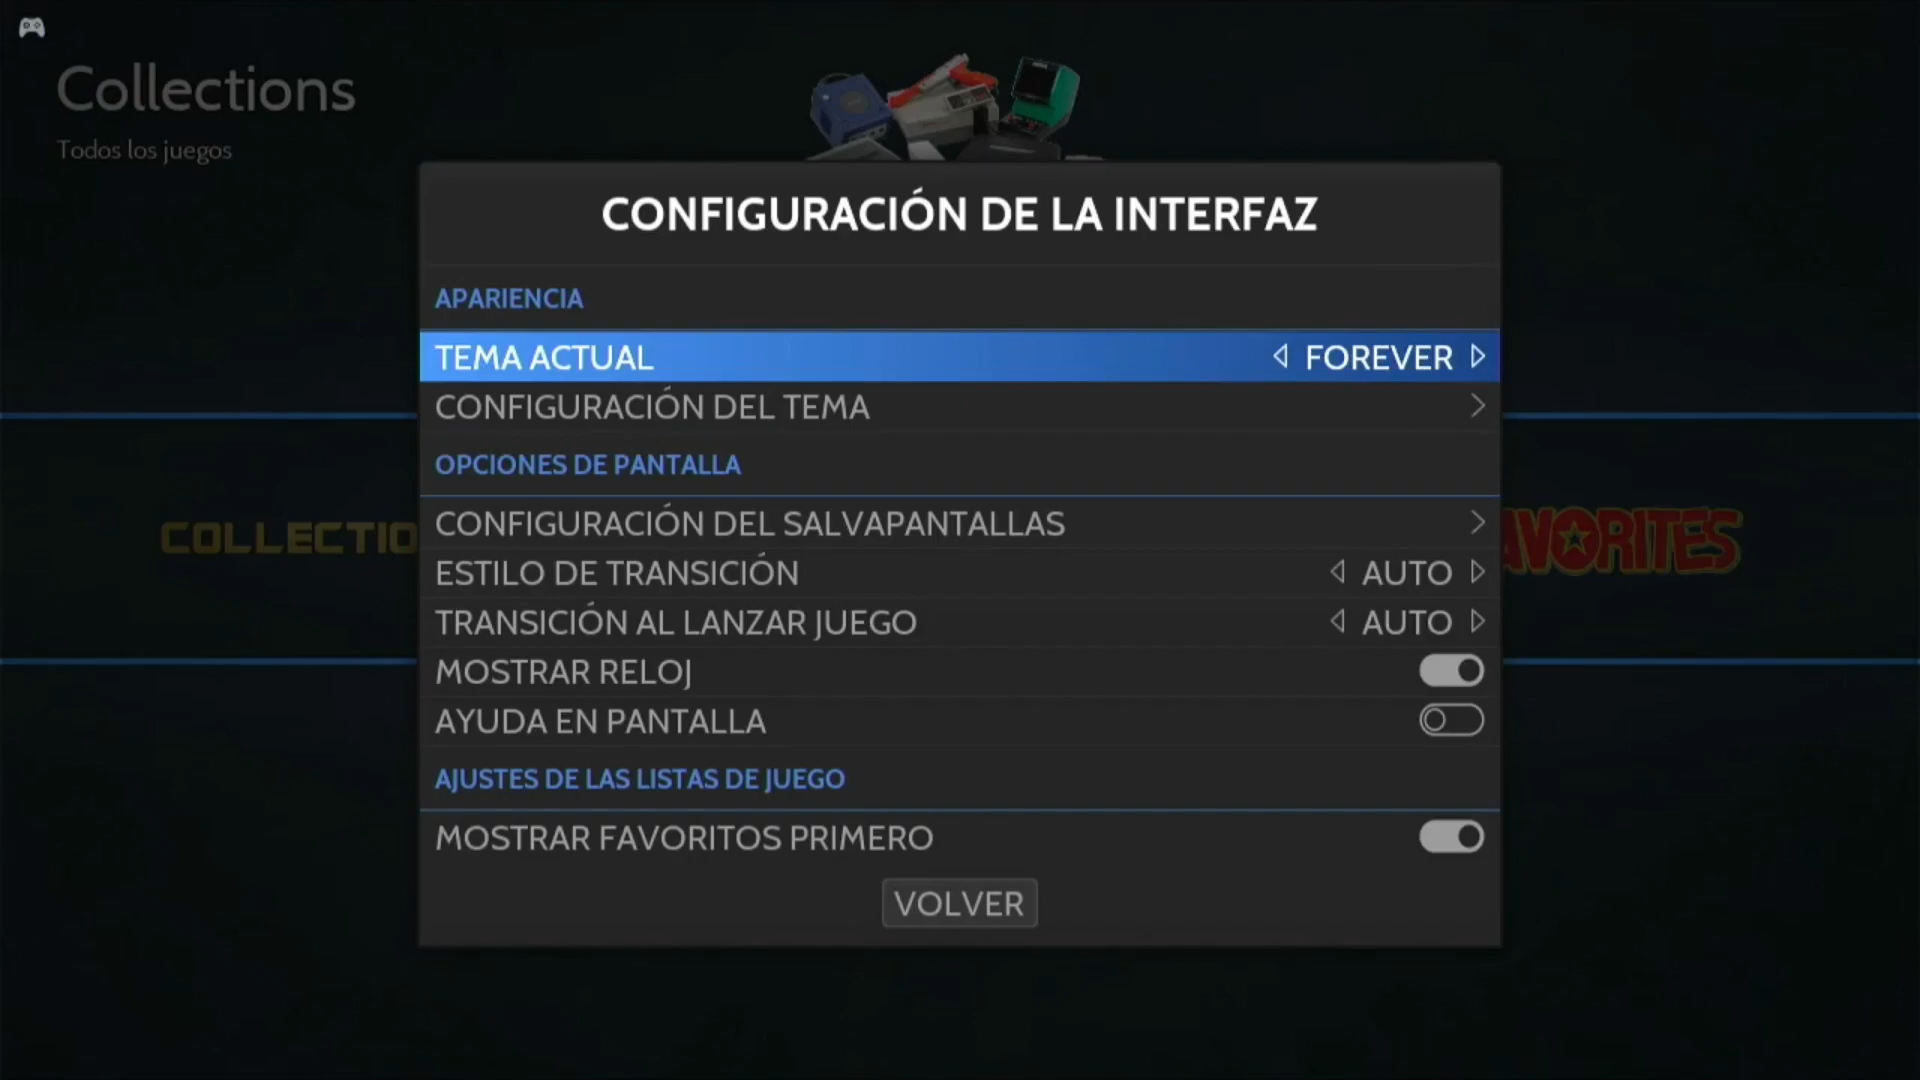 Collections
Todos los juegos
CONFIGURACIÓN DE LA INTERFAZ
APARIENCIA
TEMA ACTUAL FOREVER
CONFIGURACIÓN DEL TEMA
OPCIONES DE PANTALLA
CONFIGURACIÓN DEL SALVAPANTALLAS
COLLECTIO
AVORITES
ESTILO DE TRANSICIÓN AUTO
TRANSICIÓN AL LANZAR JUEGO AUTO
MOSTRAR RELOJ
AYUDA EN PANTALLA
AJUSTES DE LAS LISTAS DE JUEGO
MOSTRAR FAVORITOS PRIMERO
VOLVER